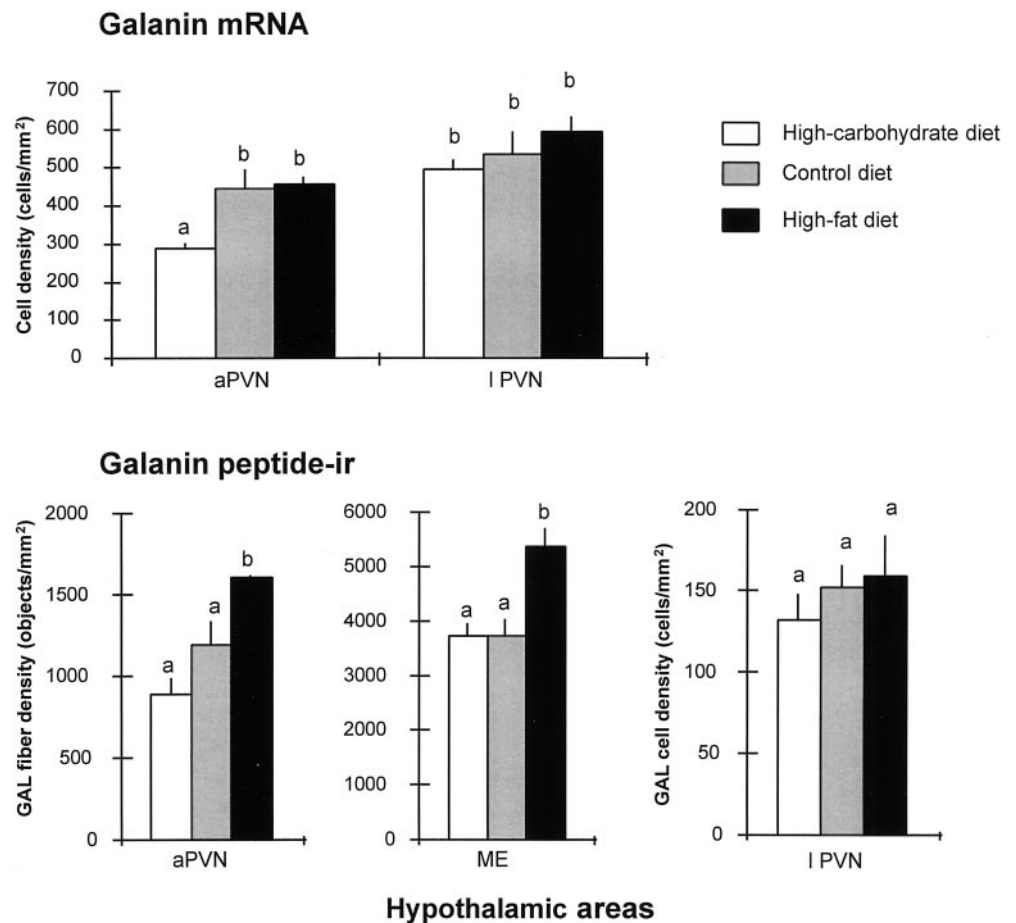 Galanin mRNA
Cell density (cells/mm²)
700
600
500
400
300
200
100
0
a
b
b
b
b
b
aPVN
l PVN
High-carbohydrate diet
Control diet
High-fat diet
Galanin peptide-ir
GAL fiber density (objects/mm²)
2000
1500
1000
500
0
a
a
b
aPVN
6000
5000
4000
3000
2000
1000
0
a
a
b
ME
GAL cell density (cells/mm²)
200
150
100
50
0
a
a
a
l PVN
Hypothalamic areas